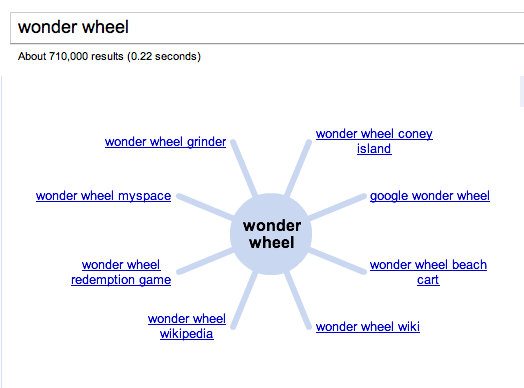 wonder wheel
About 710,000 results (0.22 seconds)
wonder wheel grinder
wonder wheel coney
island
wonder wheel myspace
google wonder wheel
wonder
wheel
wonder wheel
redemption game
wonder wheel beach
cart
wonder wheel
wikipedia
wonder wheel wiki